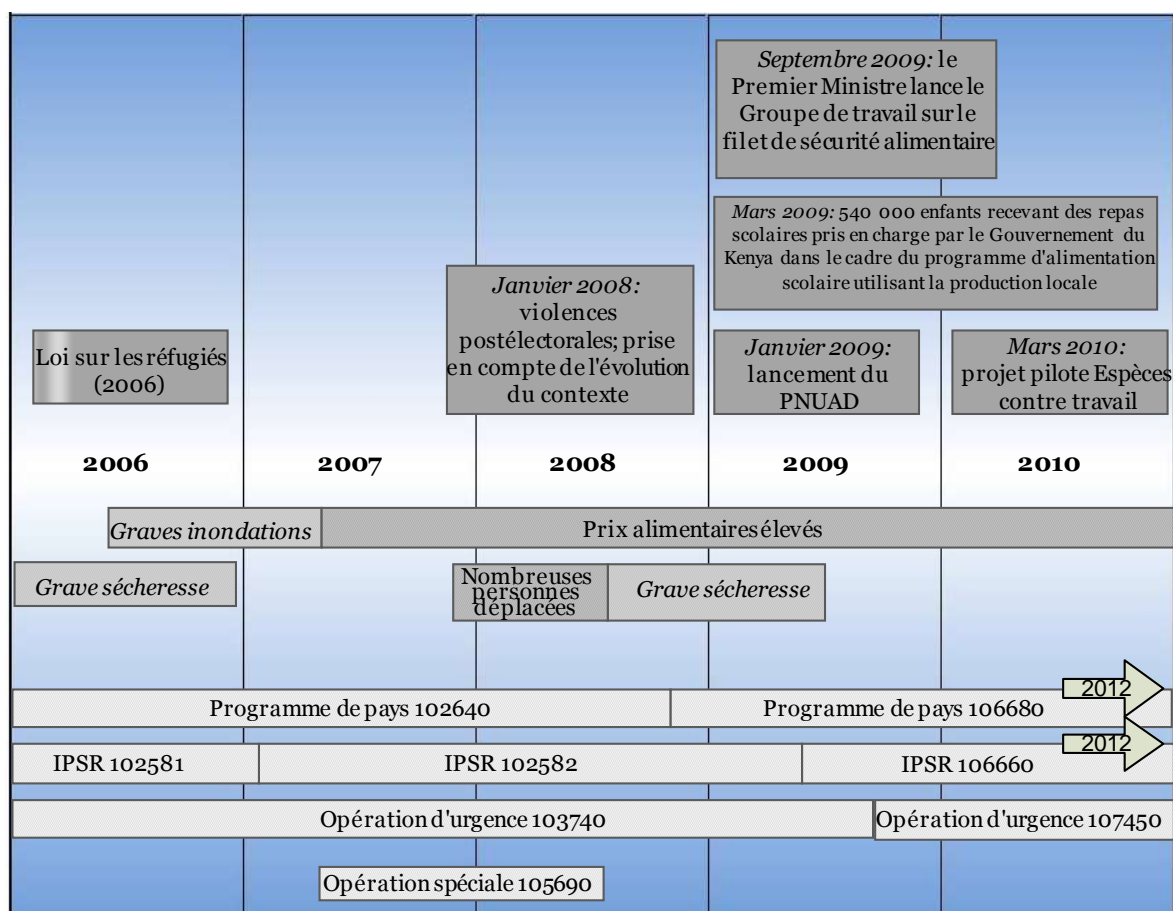 Septembre 2009: le
Premier Ministre lance le
Groupe de travail sur le
filet de sécurité alimentaire
Mars 2009: 540 000 enfants recevant des repas
scolaires pris en charge par le Gouvernement du
Kenya dans le cadre du programme d'alimentation
scolaire utilisant la production locale
Janvier 2008:
violences
postélectorales; prise
en compte de l'évolution
du contexte
Loi sur les réfugiés
(2006)
Janvier 2009:
lancement du
PNUAD
Mars 2010:
projet pilote Espèces
contre travail
2006 2007 2008 2009 2010
Graves inondations Prix alimentaires élevés
Grave sécheresse
Nombreuses
personnes
déplacées
Grave sécheresse
2012
Programme de pays 102640 Programme de pays 106680
2012
IPSR 102581 IPSR 102582 IPSR 106660
Opération d'urgence 103740 Opération d'urgence 107450
Opération spéciale 105690